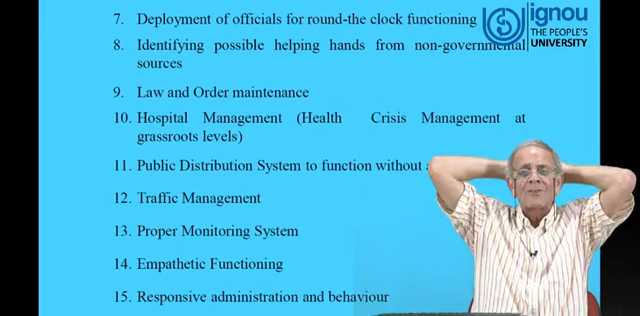 7. Deployment of officials for round-the clock functioning
ignou
THE PEOPLE'S
UNIVERSITY
8. Identifying possible helping hands from non-governmental
sources
9. Law and Order maintenance
10. Hospital Management (Health Crisis Management at
grassroots levels)
11. Public Distribution System to function without
12. Traffic Management
13. Proper Monitoring System
14. Empathetic Functioning
15. Responsive administration and behaviour